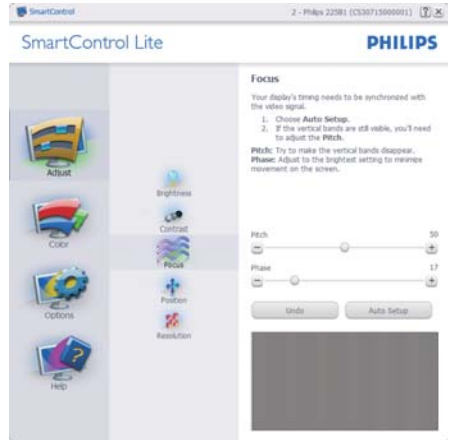 SmartControl
2 - Philips 225B1 (CS30715000001)
SmartControl Lite
PHILIPS
Adjust
Color
Options
Help
Brightness
Contrast
Focus
Position
Resolution
Focus
Your display's timing needs to be synchronized with
the video signal.
1. Choose Auto Setup.
2. If the vertical bands are still visible, you'll need
to adjust the Pitch.
Pitch: Try to make the vertical bands disappear.
Phase: Adjust to the brightest setting to minimize
movement on the screen.
Pitch 50
Phase 17
Undo
Auto Setup